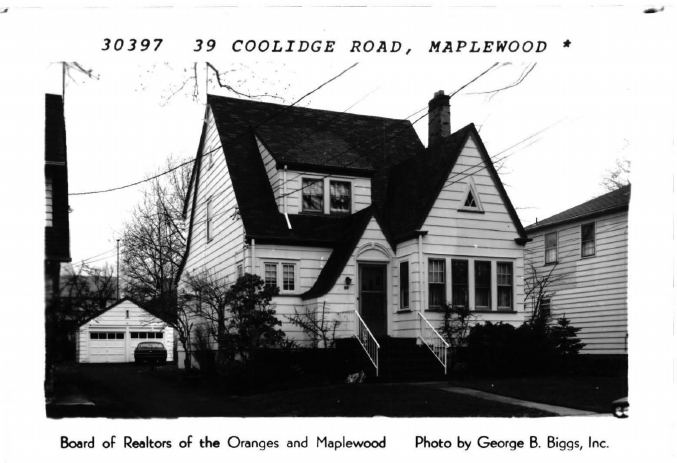 30397 39 COOLIDGE ROAD, MAPLEWOOD *
Board of Realtors of the Oranges and Maplewood Photo by George B. Biggs, Inc.